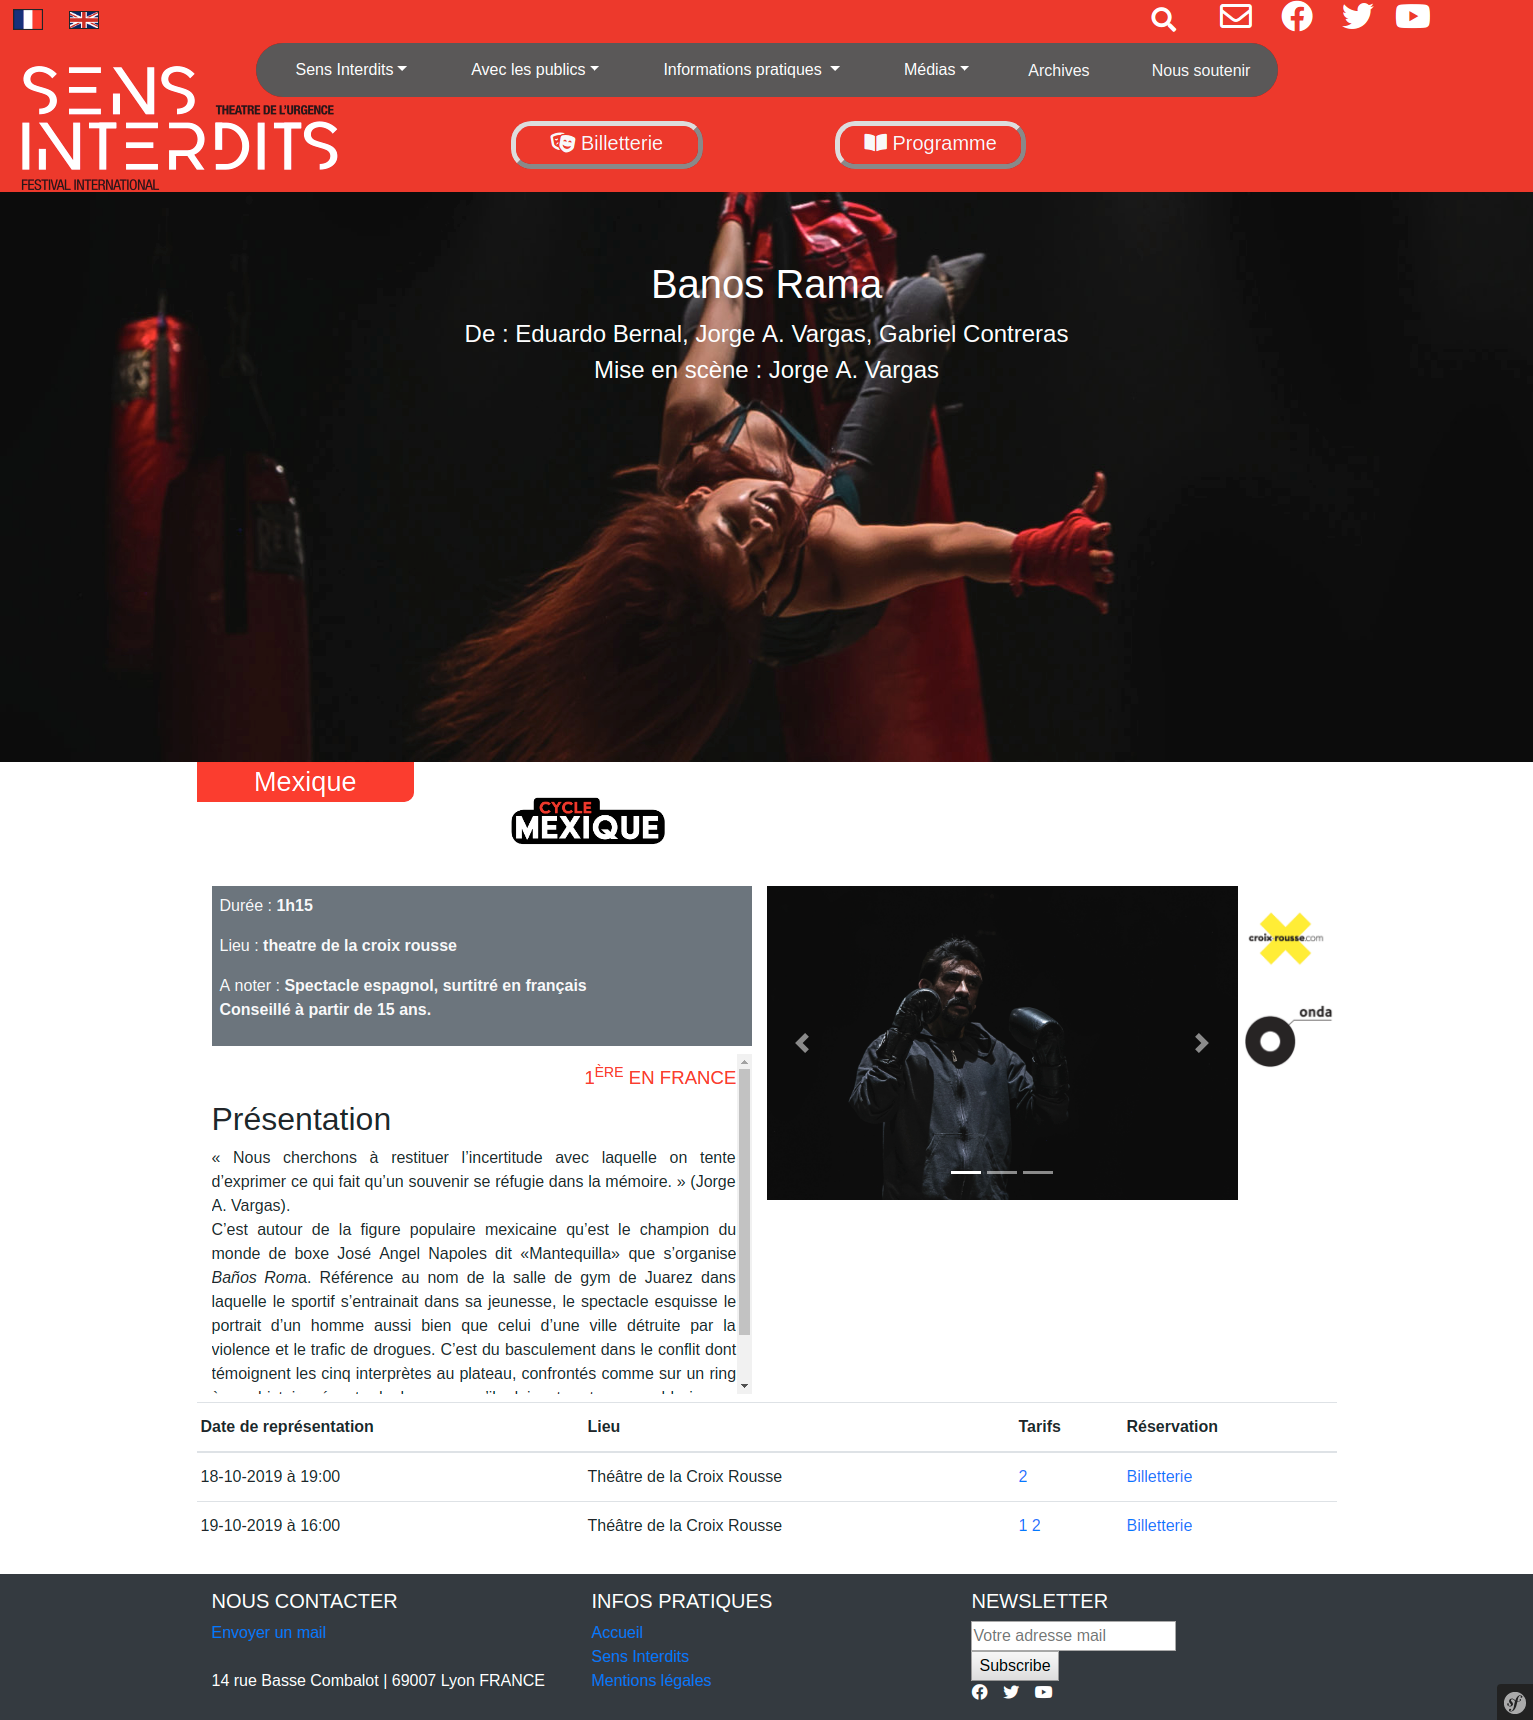 Sens Interdits
Avec les publics
Informations pratiques
Médias
Archives
Nous soutenir
SENS
THEATRE DE L'URGENCE
INTERDITS
FESTIVAL INTERNATIONAL
Billetterie
Programme
Banos Rama
De : Eduardo Bernal, Jorge A. Vargas, Gabriel Contreras
Mise en scène : Jorge A. Vargas
Mexique
CYCLE
MEXIQUE
Durée : 1h15
Lieu : theatre de la croix rousse
A noter : Spectacle espagnol, surtitré en français
Conseillé à partir de 15 ans.
croix-rousse.com
onda
1ÈRE EN FRANCE
Présentation
« Nous cherchons à restituer l’incertitude avec laquelle on tente
d’exprimer ce qui fait qu’un souvenir se réfugie dans la mémoire. » (Jorge
A. Vargas).
C’est autour de la figure populaire mexicaine qu’est le champion du
monde de boxe José Angel Napoles dit «Mantequilla» que s’organise
Baños Roma. Référence au nom de la salle de gym de Juarez dans
laquelle le sportif s’entrainait dans sa jeunesse, le spectacle esquisse le
portrait d’un homme aussi bien que celui d’une ville détruite par la
violence et le trafic de drogues. C’est du basculement dans le conflit dont
témoignent les cinq interprètes au plateau, confrontés comme sur un ring
Date de représentation
Lieu
Tarifs
Réservation
18-10-2019 à 19:00
Théâtre de la Croix Rousse
2
Billetterie
19-10-2019 à 16:00
Théâtre de la Croix Rousse
1 2
Billetterie
NOUS CONTACTER
Envoyer un mail
14 rue Basse Combalot | 69007 Lyon FRANCE
INFOS PRATIQUES
Accueil
Sens Interdits
Mentions légales
NEWSLETTER
Votre adresse mail
Subscribe
sf